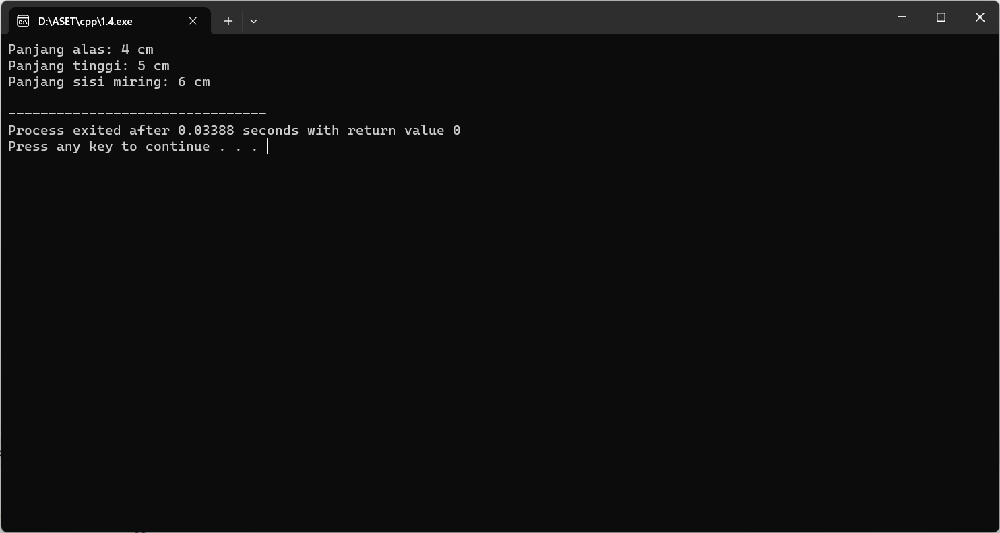 D:\ASET\cpp\1.4.exe
Panjang alas: 4 cm
Panjang tinggi: 5 cm
Panjang sisi miring: 6 cm
--------------------------------
Process exited after 0.03388 seconds with return value 0
Press any key to continue . . .